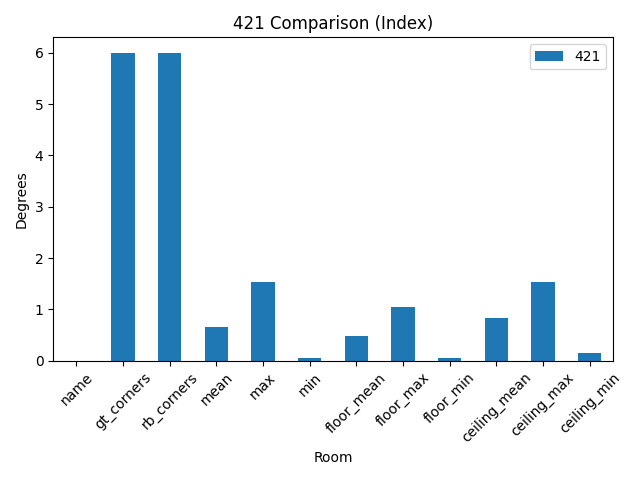 421 Comparison (Index)
421
Degrees
6
5
4
3
2
1
0
name
gt_corners
rb_corners
mean
max
min
floor_mean
floor_max
floor_min
ceiling_mean
ceiling_max
ceiling_min
Room